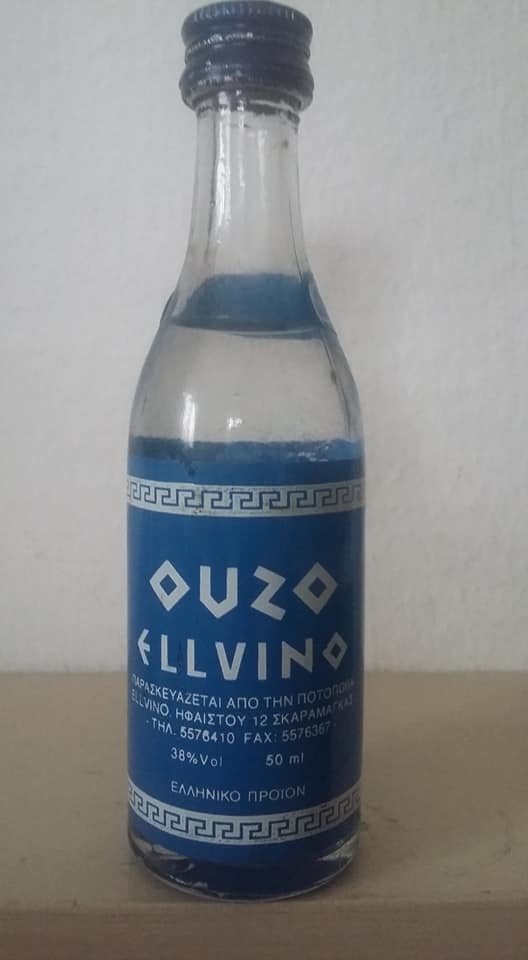 OUZO
ELLVINO
ΠΑΡΑΣΚΕΥΑΖΕΤΑΙ ΑΠΟ ΤΗΝ ΠΟΤΟΠΟΙΙΑ
ELLVINO. ΗΦΑΙΣΤΟΥ 12 ΣΚΑΡΑΜΑΓΚΑΣ
- ΤΗΛ. 5576410 FAX: 5576367 -
38%Vol 50 ml
ΕΛΛΗΝΙΚΟ ΠΡΟΪΟΝ